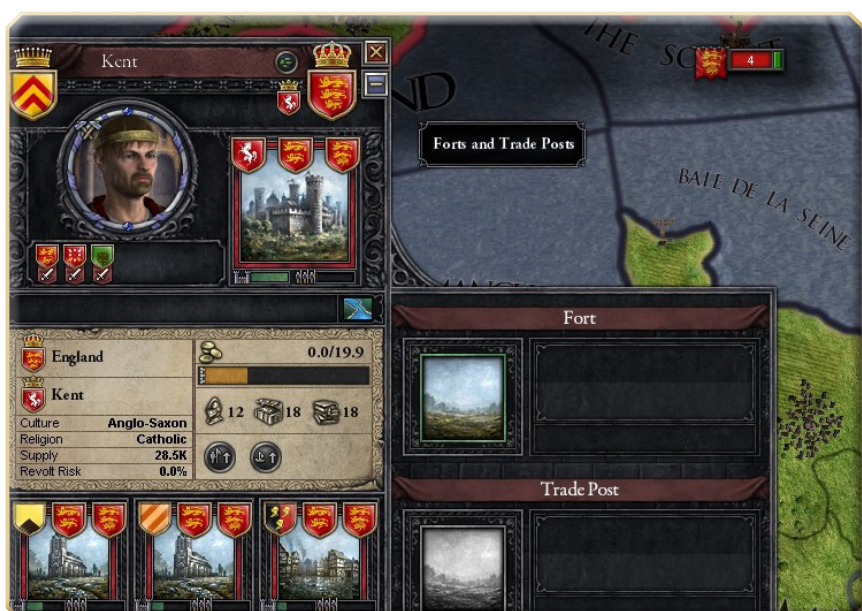 Kent
THE SO
4
ND
Forts and Trade Posts
BAIE DE LA SEINE
Fort
England
0.0/19.9
Kent
12 18 18
Culture Anglo-Saxon
Religion Catholic
Supply 28.5K
Revolt Risk 0.0%
Trade Post